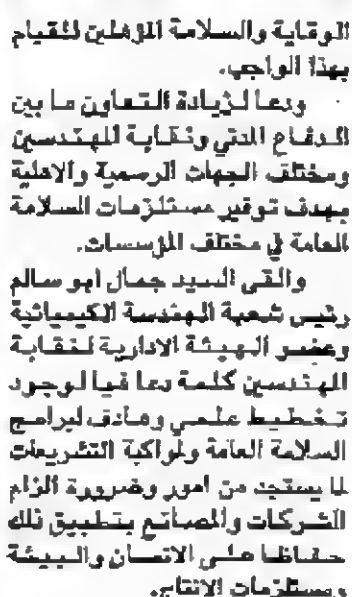 الوقاية والسلامة المؤهلين للقيام
بهذا الواجب.
ودعا لزيادة التعاون ما بين
الدفاع المدني ونقابة المهندسين
ومختلف الجهات الرسمية والاهلية
بهدف توفير مستلزمات السلامة
العامة في مختلف المؤسسات.
والقى السيد جمال ابو سالم
رئيس شعبة الهندسة الكيميائية
وعضو الهيئة الادارية لنقابة
المهندسين كلمة دعا فيها لوجود
تخطيط علمي وهادف لبرامج
السلامة العامة ولمواكبة التشريعات
لما يستجد من امور وضرورة الزام
الشركات والمصانع بتطبيق ذلك
حفاظا على الانسان والبيئة
ومستلزمات الانتاج.